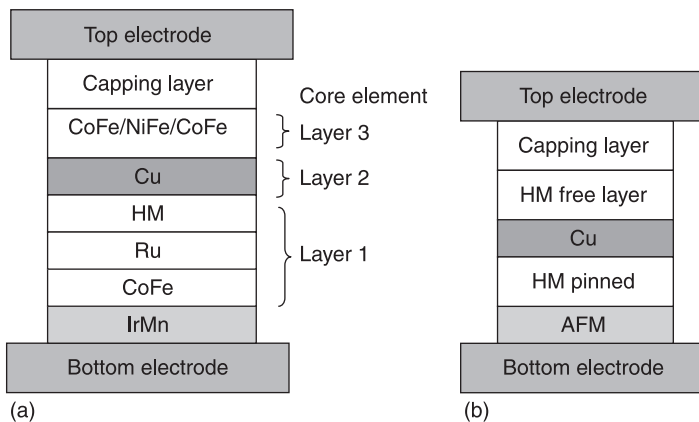 Top electrode
Capping layer
CoFe/NiFe/CoFe
Cu
HM
Ru
CoFe
IrMn
Bottom electrode
(a)
Core element
Layer 3
Layer 2
Layer 1
Top electrode
Capping layer
HM free layer
Cu
HM pinned
AFM
Bottom electrode
(b)